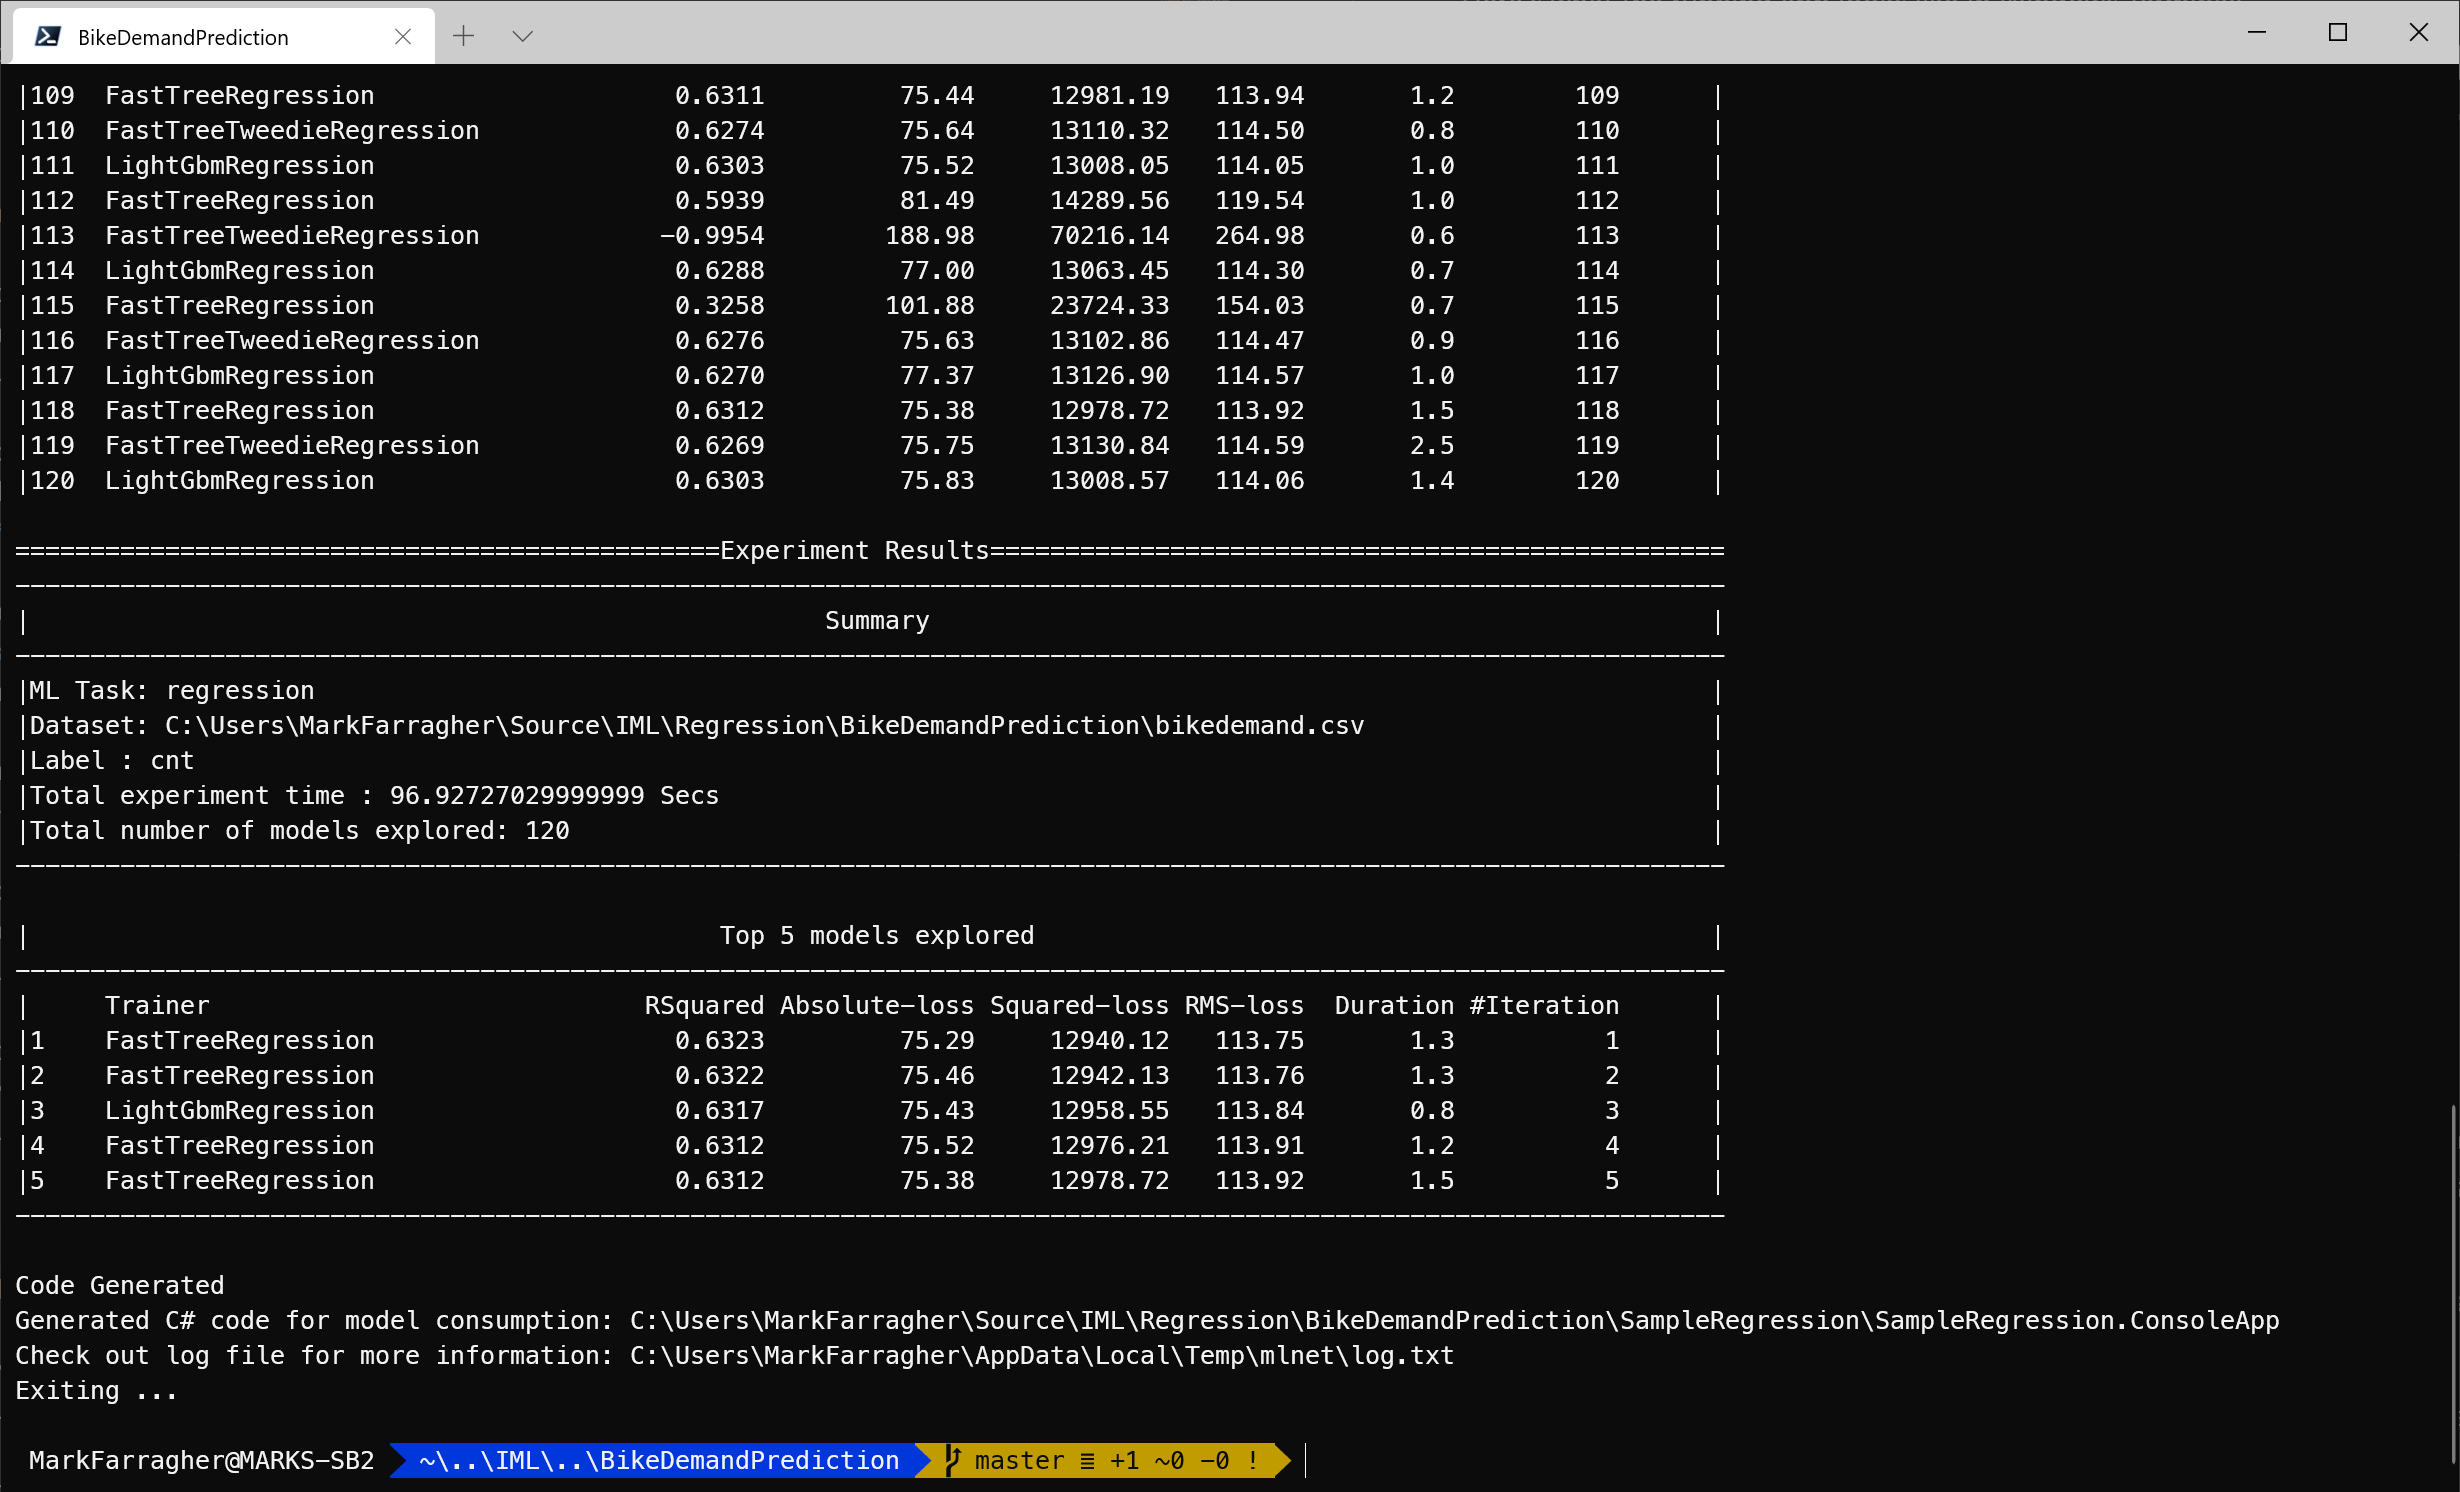 BikeDemandPrediction
|109  FastTreeRegression                    0.6311         75.44     12981.19   113.94       1.2        109      |
|110  FastTreeTweedieRegression             0.6274         75.64     13110.32   114.50       0.8        110      |
|111  LightGbmRegression                    0.6303         75.52     13008.05   114.05       1.0        111      |
|112  FastTreeRegression                    0.5939         81.49     14289.56   119.54       1.0        112      |
|113  FastTreeTweedieRegression            -0.9954        188.98     70216.14   264.98       0.6        113      |
|114  LightGbmRegression                    0.6288         77.00     13063.45   114.30       0.7        114      |
|115  FastTreeRegression                    0.3258        101.88     23724.33   154.03       0.7        115      |
|116  FastTreeTweedieRegression             0.6276         75.63     13102.86   114.47       0.9        116      |
|117  LightGbmRegression                    0.6270         77.37     13126.90   114.57       1.0        117      |
|118  FastTreeRegression                    0.6312         75.38     12978.72   113.92       1.5        118      |
|119  FastTreeTweedieRegression             0.6269         75.75     13130.84   114.59       2.5        119      |
|120  LightGbmRegression                    0.6303         75.83     13008.57   114.06       1.4        120      |
===============================================Experiment Results=================================================
------------------------------------------------------------------------------------------------------------------
|                                                     Summary                                                    |
------------------------------------------------------------------------------------------------------------------
|ML Task: regression                                                                                             |
|Dataset: C:\Users\MarkFarragher\Source\IML\Regression\BikeDemandPrediction\bikedemand.csv                       |
|Label : cnt                                                                                                     |
|Total experiment time : 96.92727029999999 Secs                                                                  |
|Total number of models explored: 120                                                                            |
------------------------------------------------------------------------------------------------------------------
|                                              Top 5 models explored                                             |
------------------------------------------------------------------------------------------------------------------
|     Trainer                             RSquared Absolute-loss Squared-loss RMS-loss  Duration #Iteration      |
|1    FastTreeRegression                    0.6323         75.29     12940.12   113.75       1.3          1      |
|2    FastTreeRegression                    0.6322         75.46     12942.13   113.76       1.3          2      |
|3    LightGbmRegression                    0.6317         75.43     12958.55   113.84       0.8          3      |
|4    FastTreeRegression                    0.6312         75.52     12976.21   113.91       1.2          4      |
|5    FastTreeRegression                    0.6312         75.38     12978.72   113.92       1.5          5      |
------------------------------------------------------------------------------------------------------------------
Code Generated
Generated C# code for model consumption: C:\Users\MarkFarragher\Source\IML\Regression\BikeDemandPrediction\SampleRegression\SampleRegression.ConsoleApp
Check out log file for more information: C:\Users\MarkFarragher\AppData\Local\Temp\mlnet\log.txt
Exiting ...
MarkFarragher@MARKS-SB2 ~\..\IML\..\BikeDemandPrediction master ≡ +1 ~0 -0 !